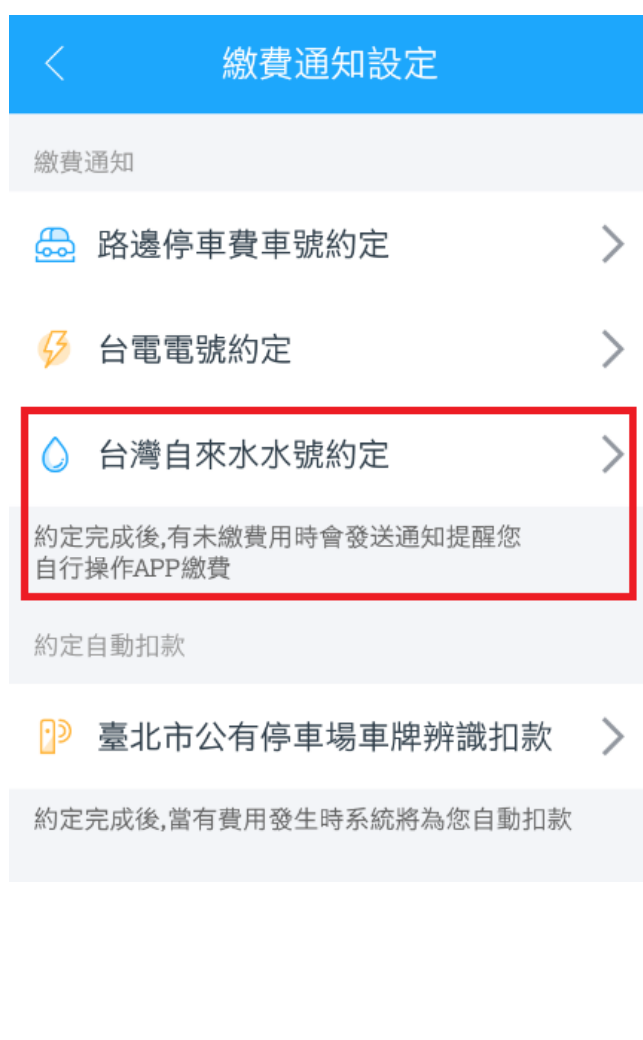 繳費通知設定
繳費通知
路邊停車費車號約定
台電電號約定
台灣自來水水號約定
約定完成後,有未繳費用時會發送通知提醒您
自行操作APP繳費
約定自動扣款
臺北市公有停車場車牌辨識扣款
約定完成後,當有費用發生時系統將為您自動扣款